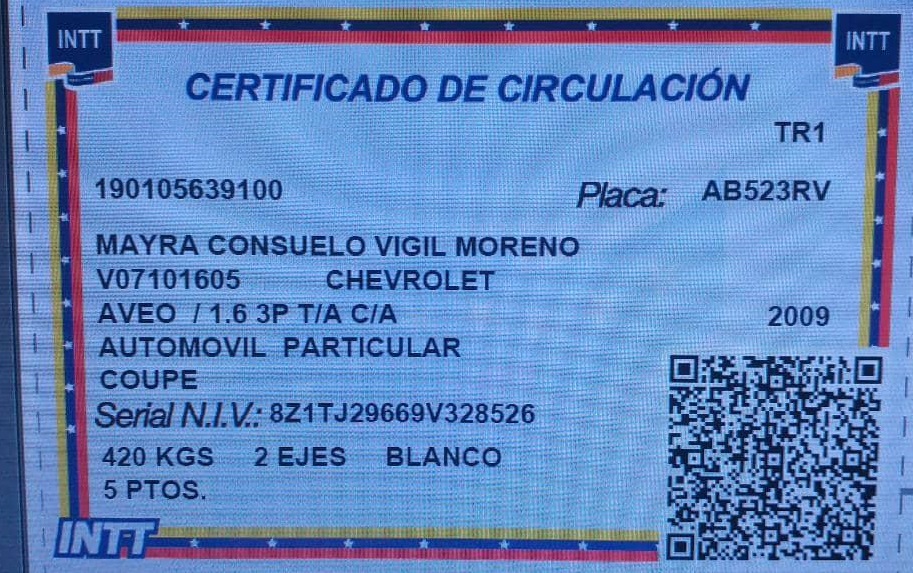 INTT
INTT
CERTIFICADO DE CIRCULACIÓN
TR1
190105639100 Placa: AB523RV
MAYRA CONSUELO VIGIL MORENO
V07101605 CHEVROLET
AVEO / 1.6 3P T/A C/A 2009
AUTOMOVIL PARTICULAR
COUPE
Serial N.I.V.: 8Z1TJ29669V328526
420 KGS 2 EJES BLANCO
5 PTOS.
INTT